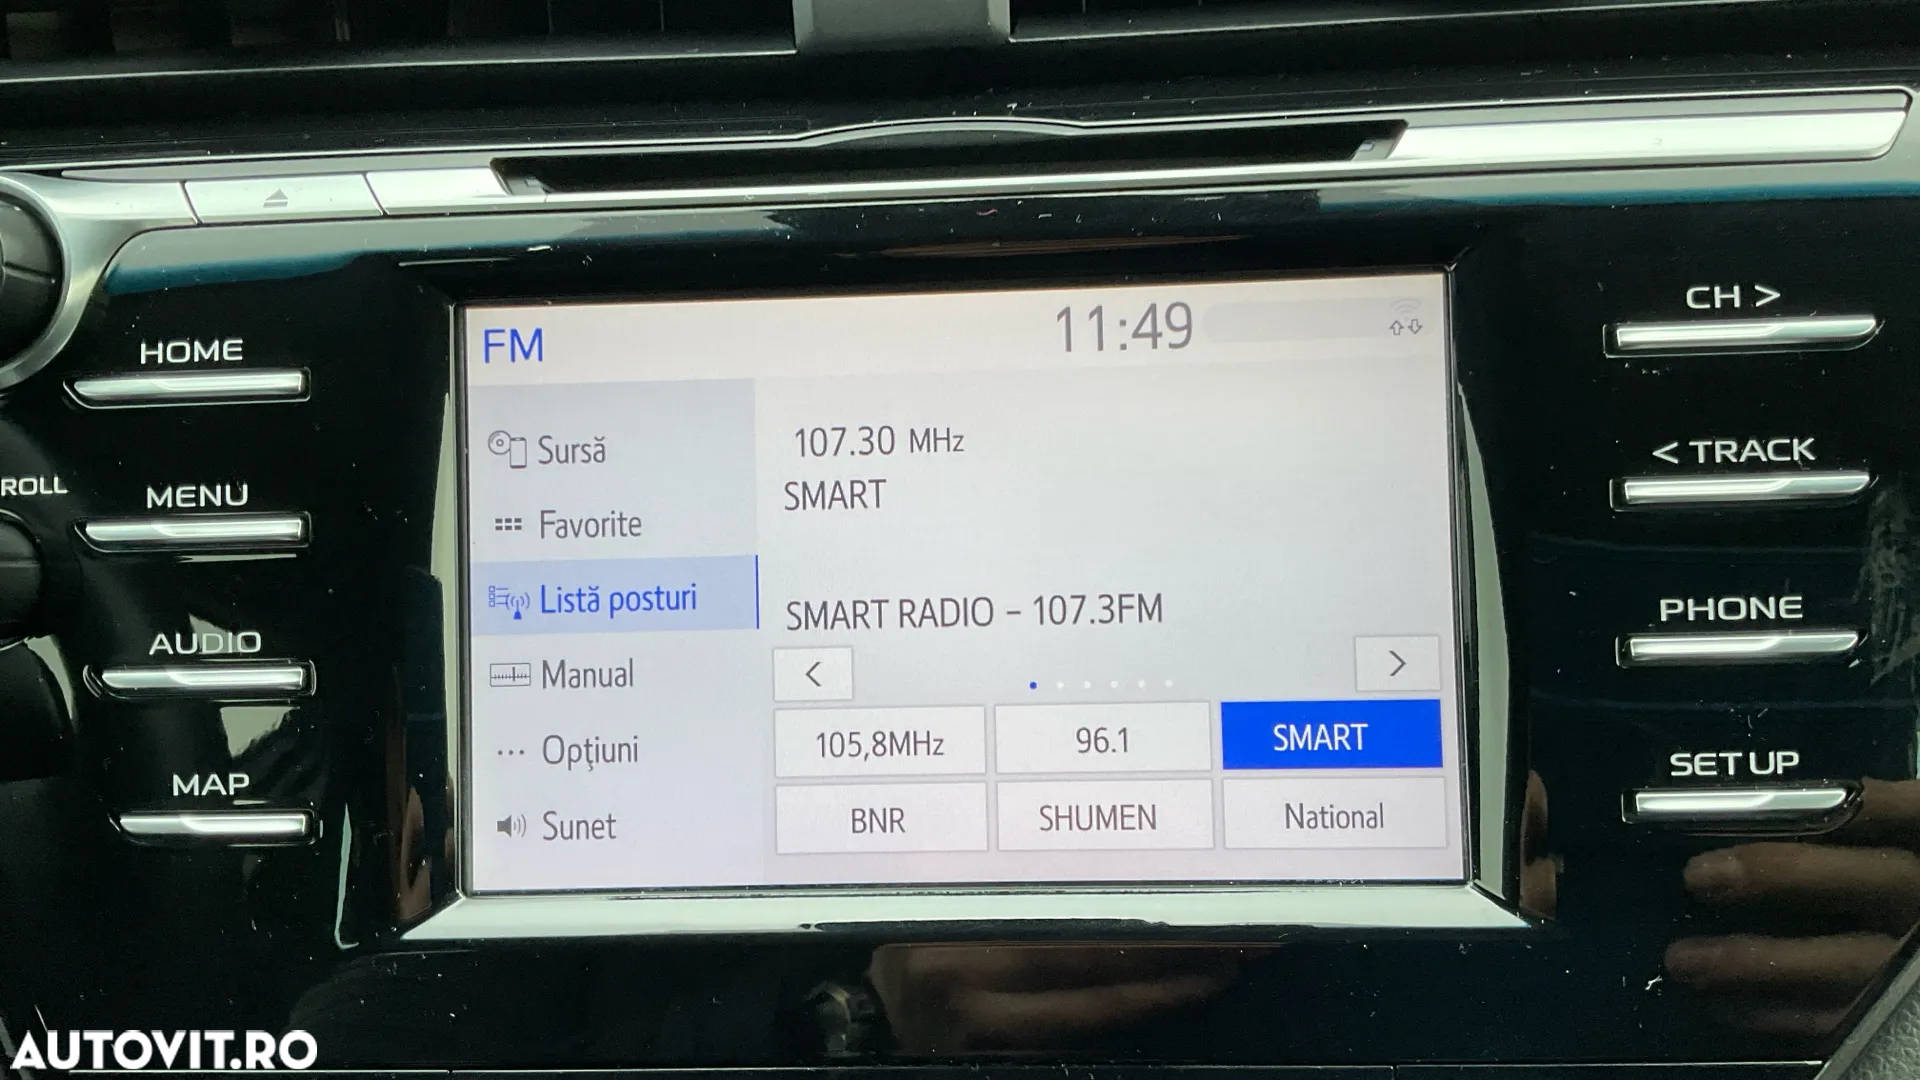 HOME
ROLL
MENU
AUDIO
MAP
FM
11:49
Sursă
Favorite
Listă posturi
Manual
Opţiuni
Sunet
107.30 MHz
SMART
SMART RADIO – 107.3FM
<
>
105,8MHz
96.1
SMART
BNR
SHUMEN
National
CH >
< TRACK
PHONE
SET UP
AUTOVIT.RO